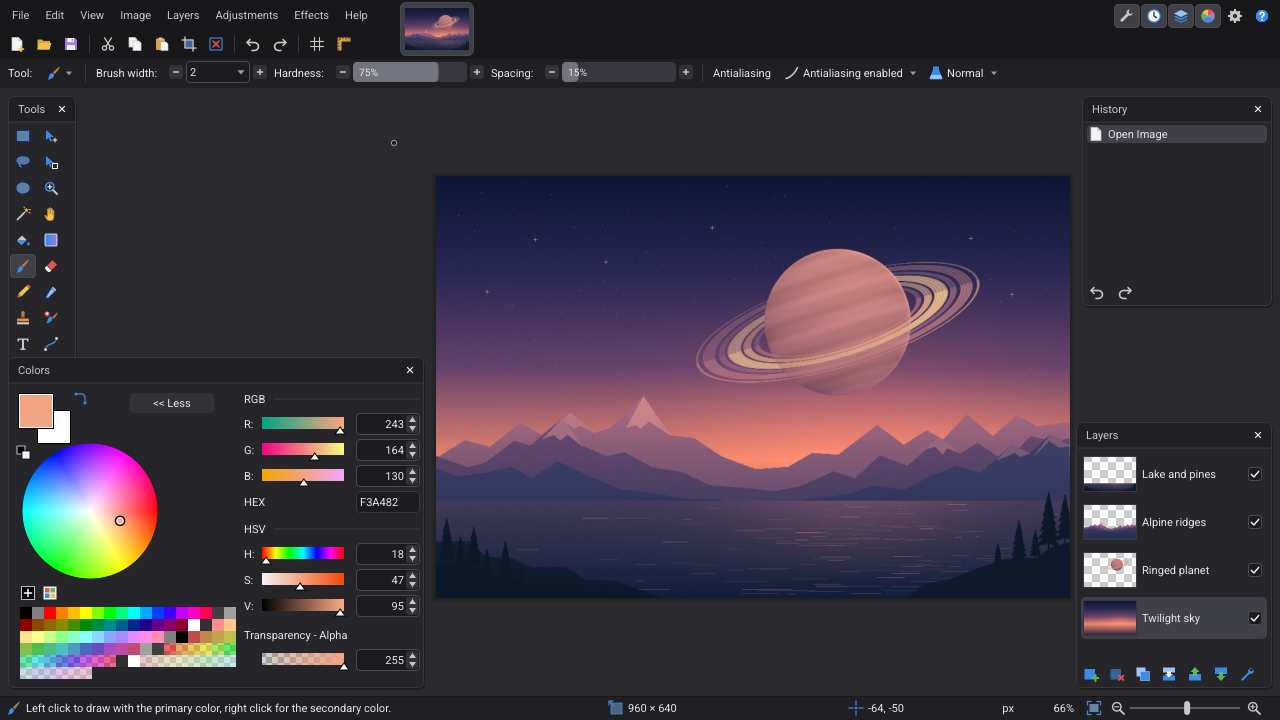 File Edit View Image Layers Adjustments Effects Help
Tool: Brush width: 2 Hardness: 75% Spacing: 15% Antialiasing Antialiasing enabled Normal
Tools
History
Open Image
Colors
<< Less
RGB
R: 243
G: 164
B: 130
HEX F3A482
HSV
H: 18
S: 47
V: 95
Transparency - Alpha
255
Layers
Lake and pines
Alpine ridges
Ringed planet
Twilight sky
Left click to draw with the primary color, right click for the secondary color. 960 × 640 -64, -50 px 66%